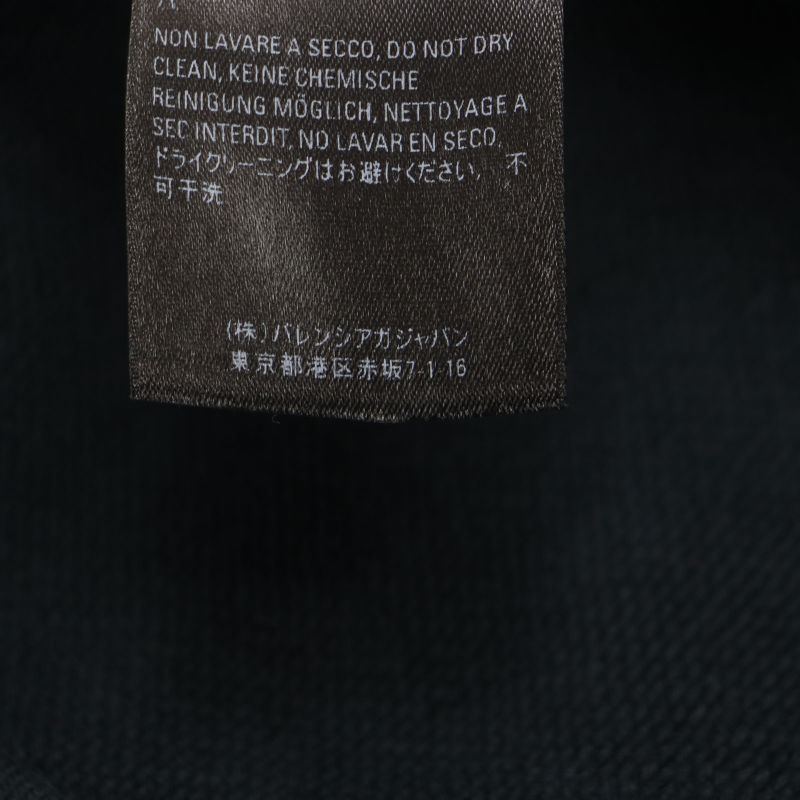 NON LAVARE A SECCO, DO NOT DRY
CLEAN, KEINE CHEMISCHE
REINIGUNG MÖGLICH, NETTOYAGE A
SEC INTERDIT, NO LAVAR EN SECO,
ドライクリーニングはお避けください, 不
可干洗
(株)バレンシアガジャパン
東京都港区赤坂7-1-16